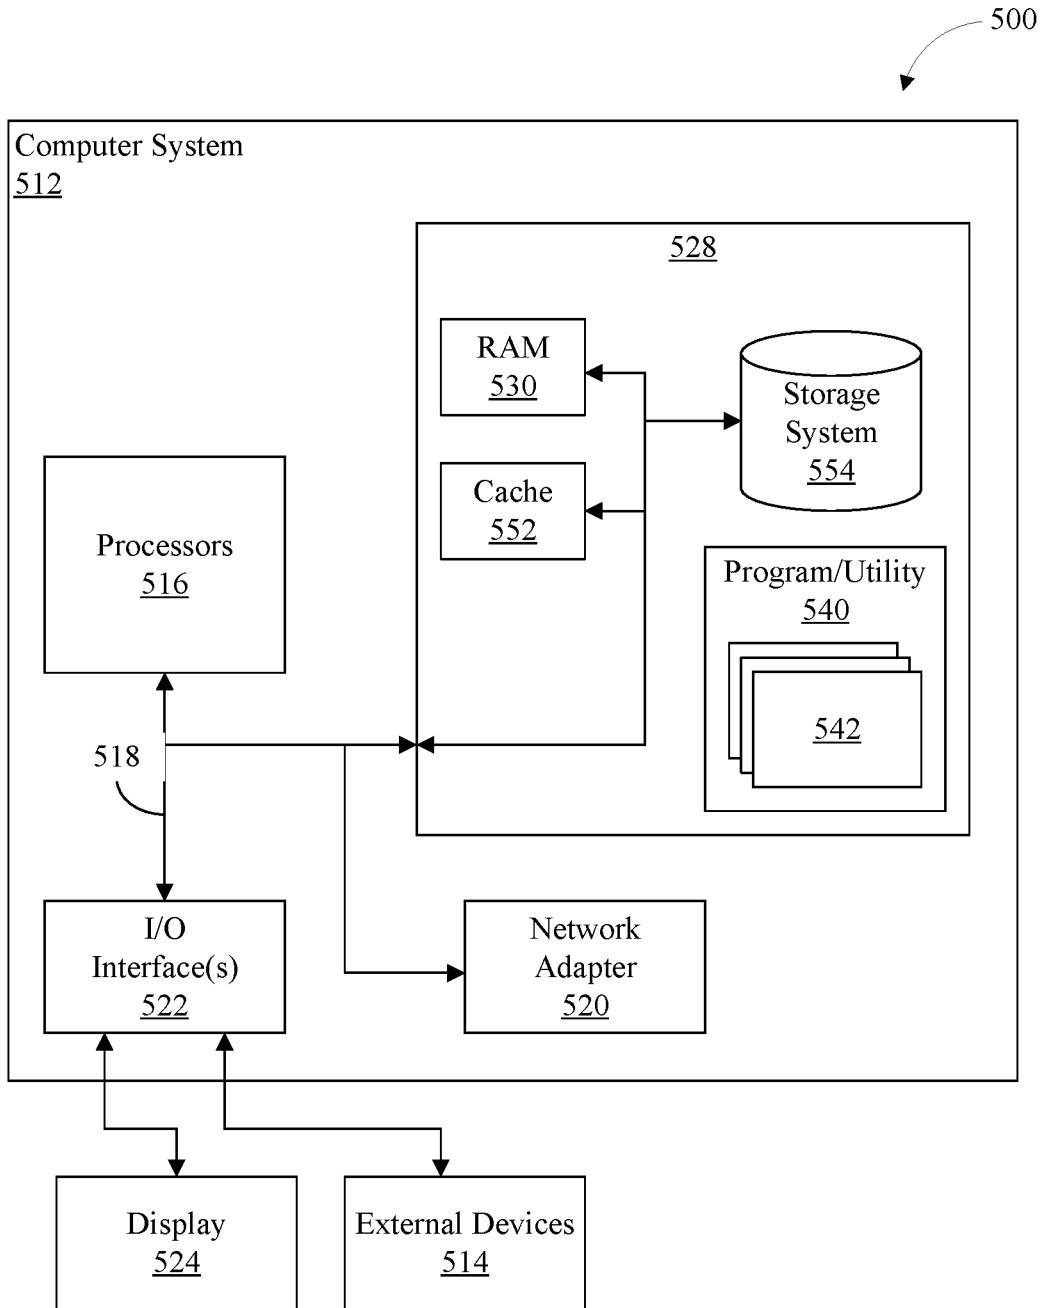 500
Computer System
512
528
RAM
530
Storage
System
554
Cache
552
Processors
516
Program/Utility
540
542
518
I/O
Interface(s)
522
Network
Adapter
520
Display
524
External Devices
514